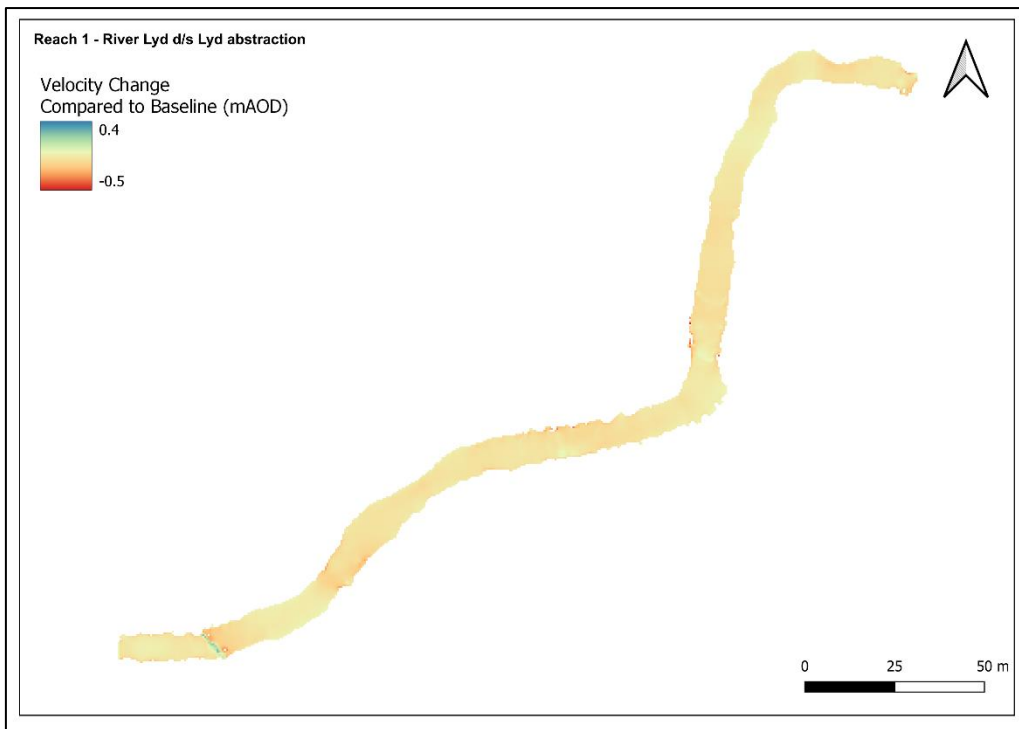 Reach 1 - River Lyd d/s Lyd abstraction
Velocity Change
Compared to Baseline (mAOD)
0.4
-0.5
0 25 50 m